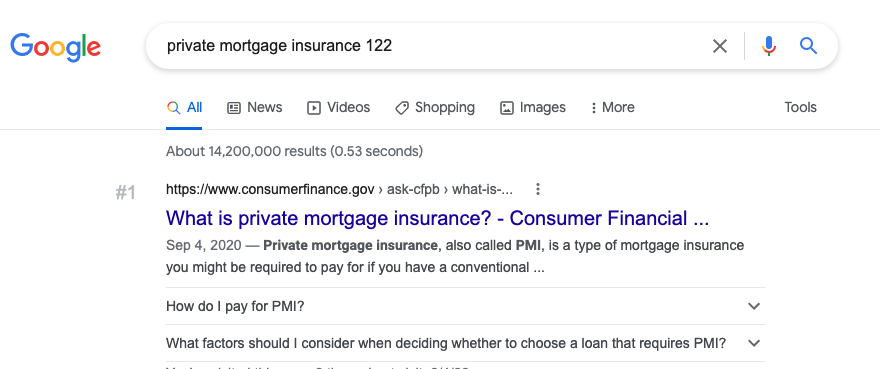 Google
private mortgage insurance 122
All News Videos Shopping Images More Tools
About 14,200,000 results (0.53 seconds)
#1
https://www.consumerfinance.gov › ask-cfpb › what-is-...
What is private mortgage insurance? - Consumer Financial ...
Sep 4, 2020 — Private mortgage insurance, also called PMI, is a type of mortgage insurance
you might be required to pay for if you have a conventional ...
How do I pay for PMI?
What factors should I consider when deciding whether to choose a loan that requires PMI?